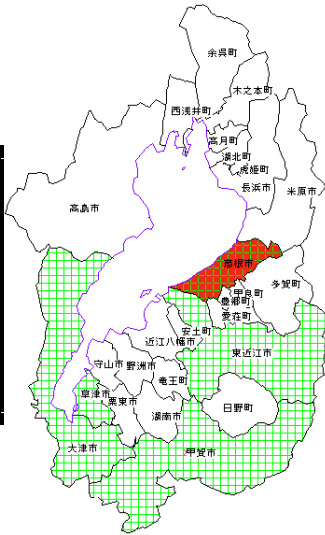 余呉町
木之本町
西浅井町
高月町
湖北町
虎姫町
長浜市
米原市
高島市
彦根市
多賀町
甲良町
豊郷町
愛荘町
安土町
近江八幡市
東近江市
守山市
野洲市
竜王町
草津市
栗東市
湖南市
日野町
大津市
甲賀市